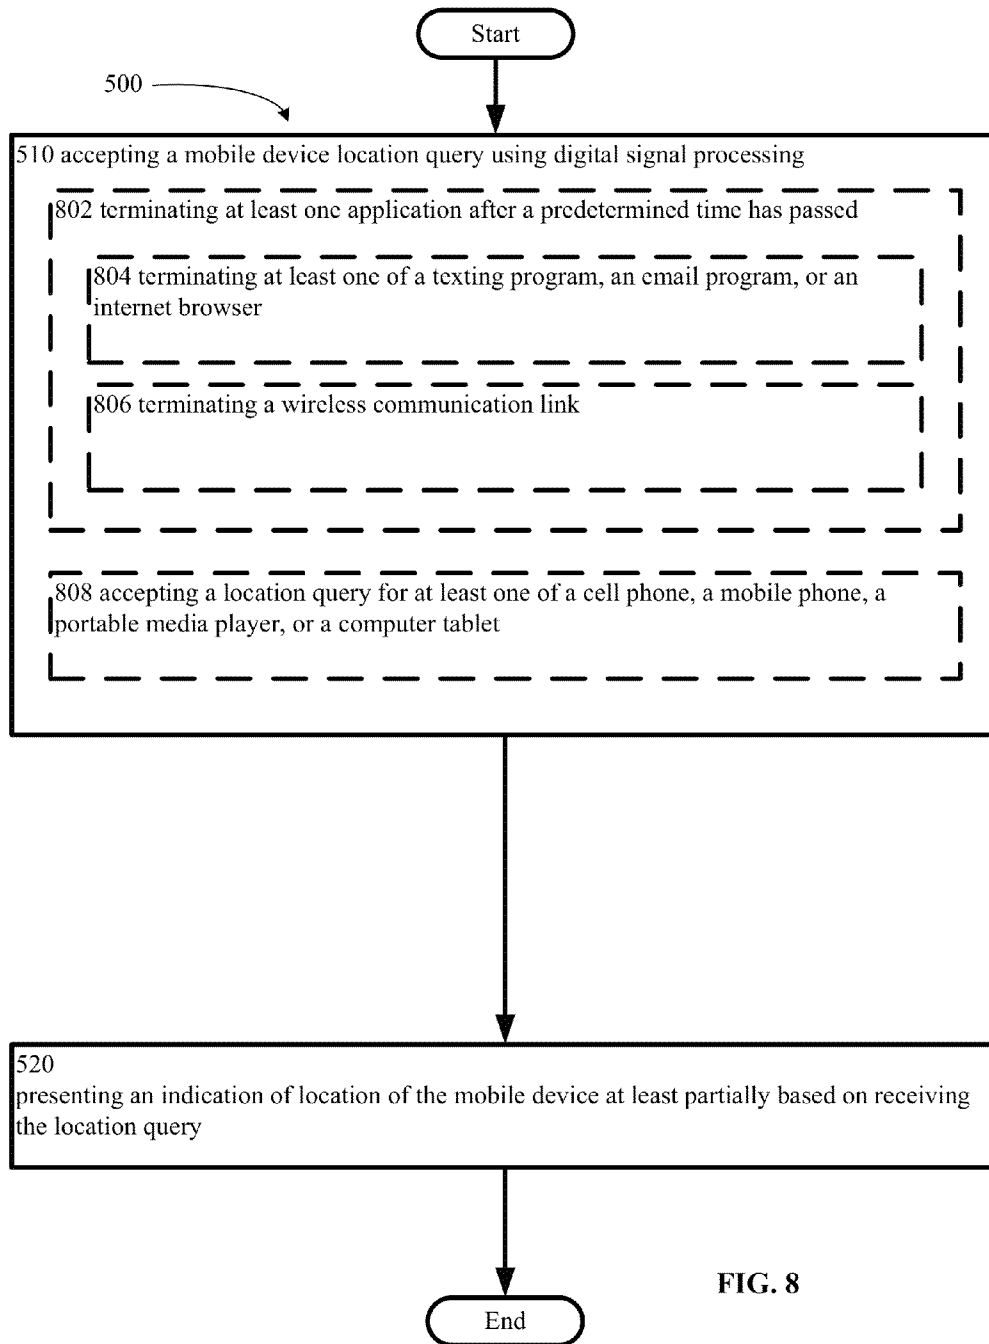 Start
500
510 accepting a mobile device location query using digital signal processing
802 terminating at least one application after a predetermined time has passed
804 terminating at least one of a texting program, an email program, or an
internet browser
806 terminating a wireless communication link
808 accepting a location query for at least one of a cell phone, a mobile phone, a
portable media player, or a computer tablet
520
presenting an indication of location of the mobile device at least partially based on receiving
the location query
FIG. 8
End